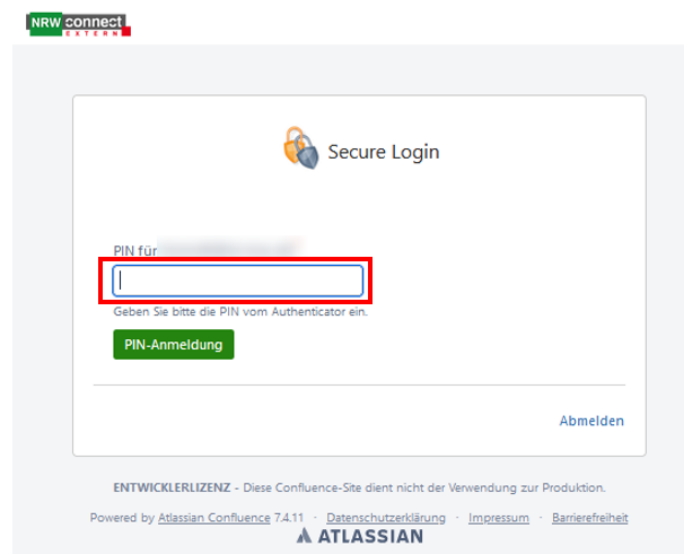 NRW connect
EXTERN
Secure Login
PIN für
Geben Sie bitte die PIN vom Authenticator ein.
PIN-Anmeldung
Abmelden
ENTWICKLERLIZENZ - Diese Confluence-Site dient nicht der Verwendung zur Produktion.
Powered by Atlassian Confluence 7.4.11 · Datenschutzerklärung · Impressum · Barrierefreiheit
ATLASSIAN